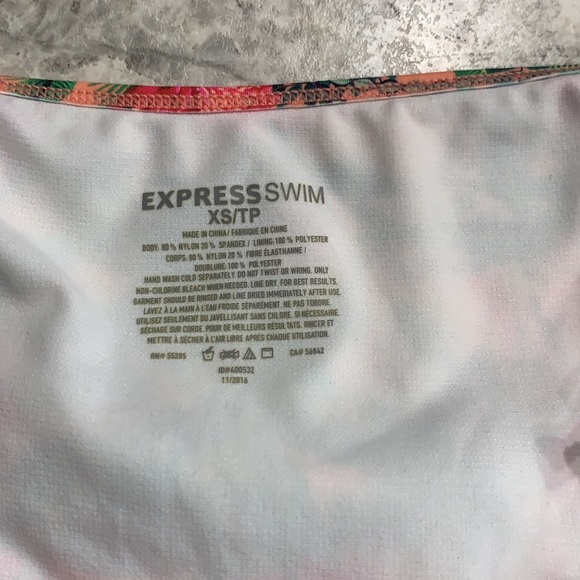 EXPRESSSWIM
XS/TP
MADE IN CHINA / FABRIQUE EN CHINE
BODY: 80 % NYLON 20 % SPANDEX / LINING: 100 % POLYESTER
CORPS: 80 % NYLON 20 % FIBRE ÉLASTHANNE /
DOUBLURE: 100 % POLYESTER
HAND WASH COLD SEPARATELY. DO NOT TWIST OR WRING. ONLY
NON-CHLORINE BLEACH WHEN NEEDED. LINE DRY. FOR BEST RESULTS,
GARMENT SHOULD BE RINSED AND LINE DRIED IMMEDIATELY AFTER USE.
LAVEZ À LA MAIN À L'EAU FROIDE SÉPARÉMENT. NE PAS TORDRE.
UTILISEZ SEULEMENT DU JAVELLISANT SANS CHLORE, SI NÉCESSAIRE.
SÉCHAGE SUR CORDE. POUR DE MEILLEURS RÉSULTATS, RINCER ET
METTRE À SÉCHER À L'AIR LIBRE APRÈS CHAQUE UTILISATION.
RN# 55285 CA# 56842
ID#400532
11/2016